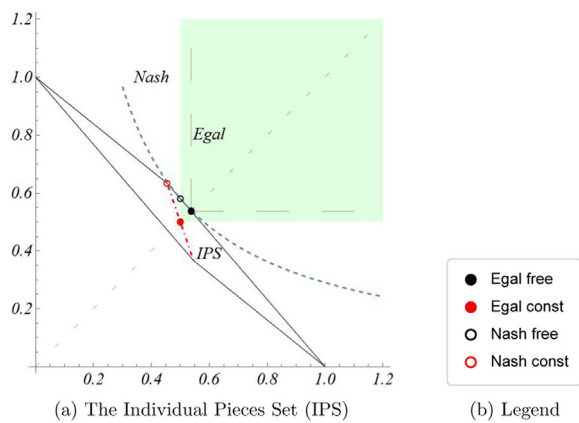 1.2
1.0
0.8
0.6
0.4
0.2
Nash
Egal
IPS
0.2 0.4 0.6 0.8 1.0 1.2
(a) The Individual Pieces Set (IPS)
Egal free
Egal const
Nash free
Nash const
(b) Legend